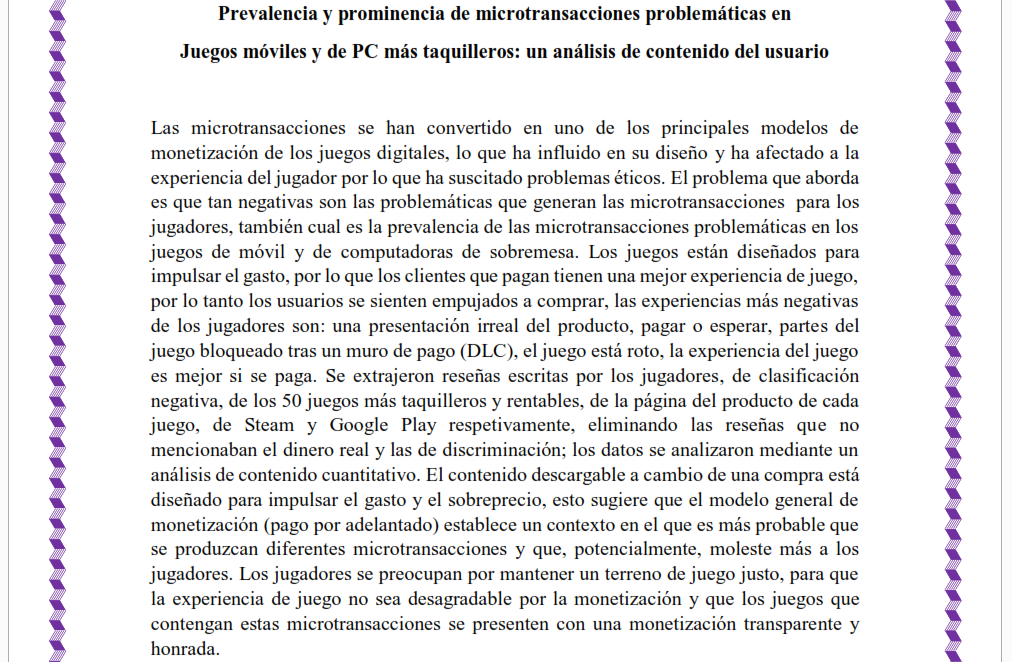 Prevalencia y prominencia de microtransacciones problemáticas en
Juegos móviles y de PC más taquilleros: un análisis de contenido del usuario
Las microtransacciones se han convertido en uno de los principales modelos de
monetización de los juegos digitales, lo que ha influido en su diseño y ha afectado a la
experiencia del jugador por lo que ha suscitado problemas éticos. El problema que aborda
es que tan negativas son las problemáticas que generan las microtransacciones para los
jugadores, también cual es la prevalencia de las microtransacciones problemáticas en los
juegos de móvil y de computadoras de sobremesa. Los juegos están diseñados para
impulsar el gasto, por lo que los clientes que pagan tienen una mejor experiencia de juego,
por lo tanto los usuarios se sienten empujados a comprar, las experiencias más negativas
de los jugadores son: una presentación irreal del producto, pagar o esperar, partes del
juego bloqueado tras un muro de pago (DLC), el juego está roto, la experiencia del juego
es mejor si se paga. Se extrajeron reseñas escritas por los jugadores, de clasificación
negativa, de los 50 juegos más taquilleros y rentables, de la página del producto de cada
juego, de Steam y Google Play respetivamente, eliminando las reseñas que no
mencionaban el dinero real y las de discriminación; los datos se analizaron mediante un
análisis de contenido cuantitativo. El contenido descargable a cambio de una compra está
diseñado para impulsar el gasto y el sobreprecio, esto sugiere que el modelo general de
monetización (pago por adelantado) establece un contexto en el que es más probable que
se produzcan diferentes microtransacciones y que, potencialmente, moleste más a los
jugadores. Los jugadores se preocupan por mantener un terreno de juego justo, para que
la experiencia de juego no sea desagradable por la monetización y que los juegos que
contengan estas microtransacciones se presenten con una monetización transparente y
honrada.